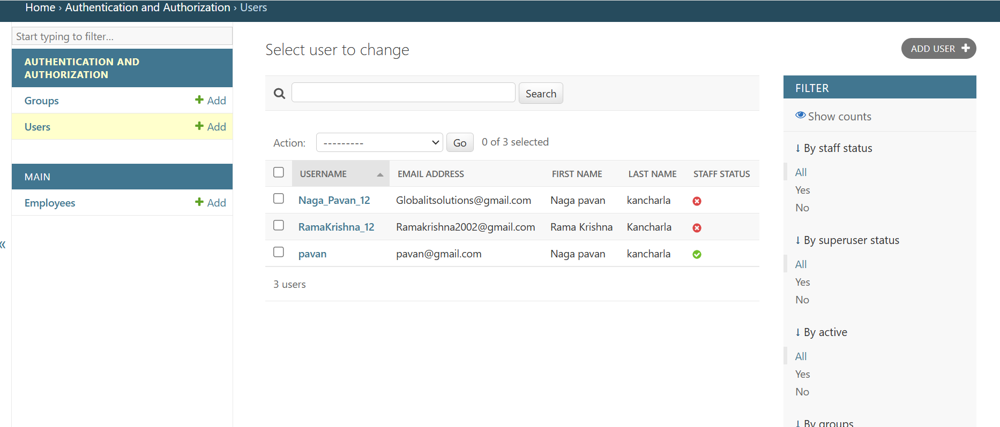 Home › Authentication and Authorization › Users
Start typing to filter...
AUTHENTICATION AND
AUTHORIZATION
Groups + Add
Users + Add
MAIN
Employees + Add
«
Select user to change
ADD USER +
Search
Action: --------- Go 0 of 3 selected
USERNAME EMAIL ADDRESS FIRST NAME LAST NAME STAFF STATUS
Naga_Pavan_12 Globalitsolutions@gmail.com Naga pavan kancharla
RamaKrishna_12 Ramakrishna2002@gmail.com Rama Krishna Kancharla
pavan pavan@gmail.com Naga pavan kancharla
3 users
FILTER
Show counts
↓ By staff status
All
Yes
No
↓ By superuser status
All
Yes
No
↓ By active
All
Yes
No
↓ By groups